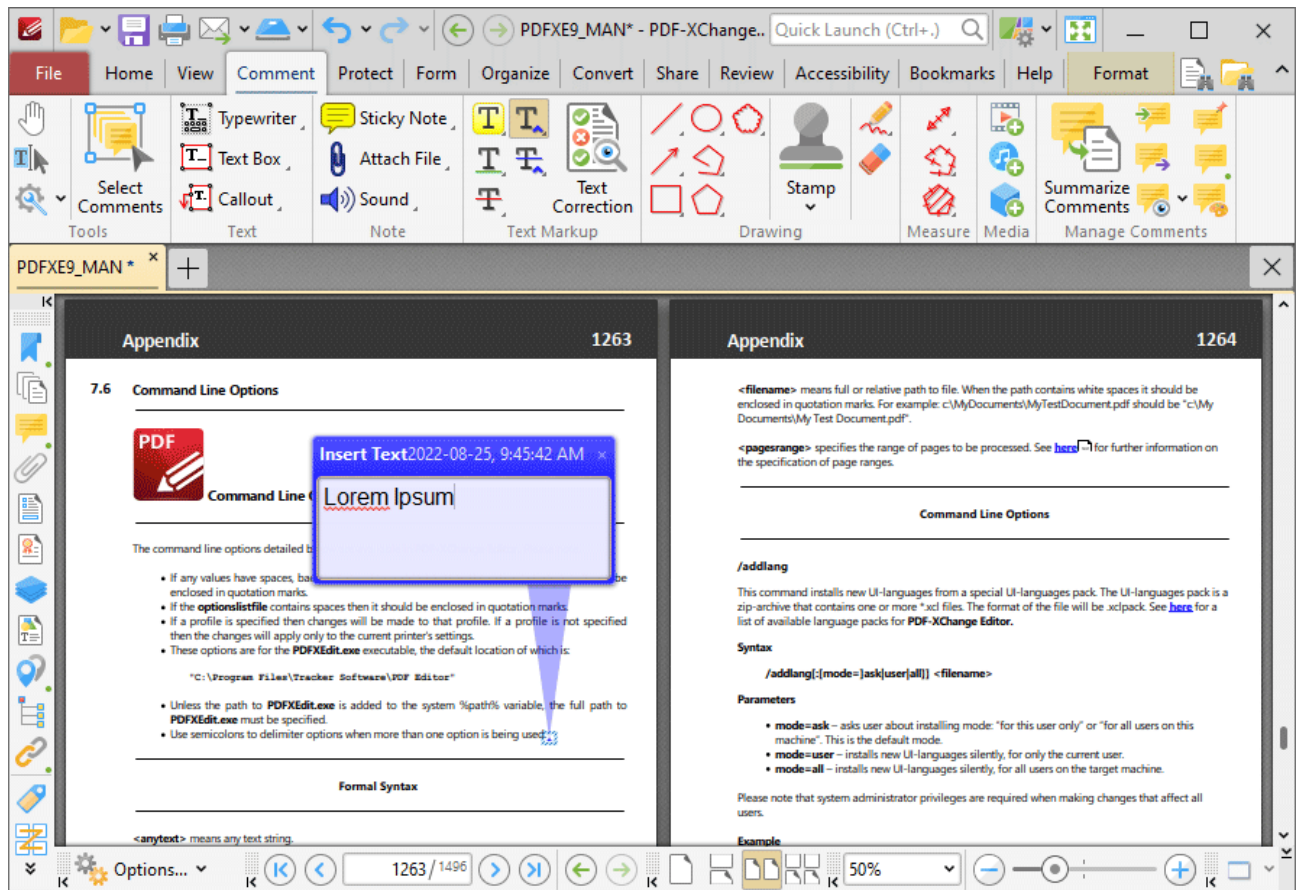 PDFXE9_MAN* - PDF-XChange..
Quick Launch (Ctrl+.)
File Home View Comment Protect Form Organize Convert Share Review Accessibility Bookmarks Help Format
Select Comments
Tools
Typewriter
Text Box
Callout
Text
Sticky Note
Attach File
Sound
Note
Text Correction
Text Markup
Stamp
Drawing
Measure
Media
Summarize Comments
Manage Comments
PDFXE9_MAN *
Appendix 1263
7.6 Command Line Options
PDF
Command Line
Insert Text2022-08-25, 9:45:42 AM
Lorem Ipsum
The command line options detailed
• If any values have spaces, be
enclosed in quotation marks.
• If the optionslistfile contains spaces then it should be enclosed in quotation marks.
• If a profile is specified then changes will be made to that profile. If a profile is not specified
then the changes will apply only to the current printer's settings.
• These options are for the PDFXEdit.exe executable, the default location of which is:
"C:\Program Files\Tracker Software\PDF Editor"
• Unless the path to PDFXEdit.exe is added to the system %path% variable, the full path to
PDFXEdit.exe must be specified.
• Use semicolons to delimiter options when more than one option is being used
Formal Syntax
<anytext> means any text string.
Appendix 1264
<filename> means full or relative path to file. When the path contains white spaces it should be
enclosed in quotation marks. For example: c:\MyDocuments\MyTestDocument.pdf should be "c:\My
Documents\My Test Document.pdf".
<pagesrange> specifies the range of pages to be processed. See here for further information on
the specification of page ranges.
Command Line Options
/addlang
This command installs new UI-languages from a special UI-languages pack. The UI-languages pack is a
zip-archive that contains one or more *.xcl files. The format of the file will be .xclpack. See here for a
list of available language packs for PDF-XChange Editor.
Syntax
/addlang[:[mode=]ask|user|all]] <filename>
Parameters
• mode=ask – asks user about installing mode: "for this user only" or "for all users on this
machine". This is the default mode.
• mode=user – installs new UI-languages silently, for only the current user.
• mode=all – installs new UI-languages silently, for all users on the target machine.
Please note that system administrator privileges are required when making changes that affect all
users.
Example
Options...
1263 / 1496
50%